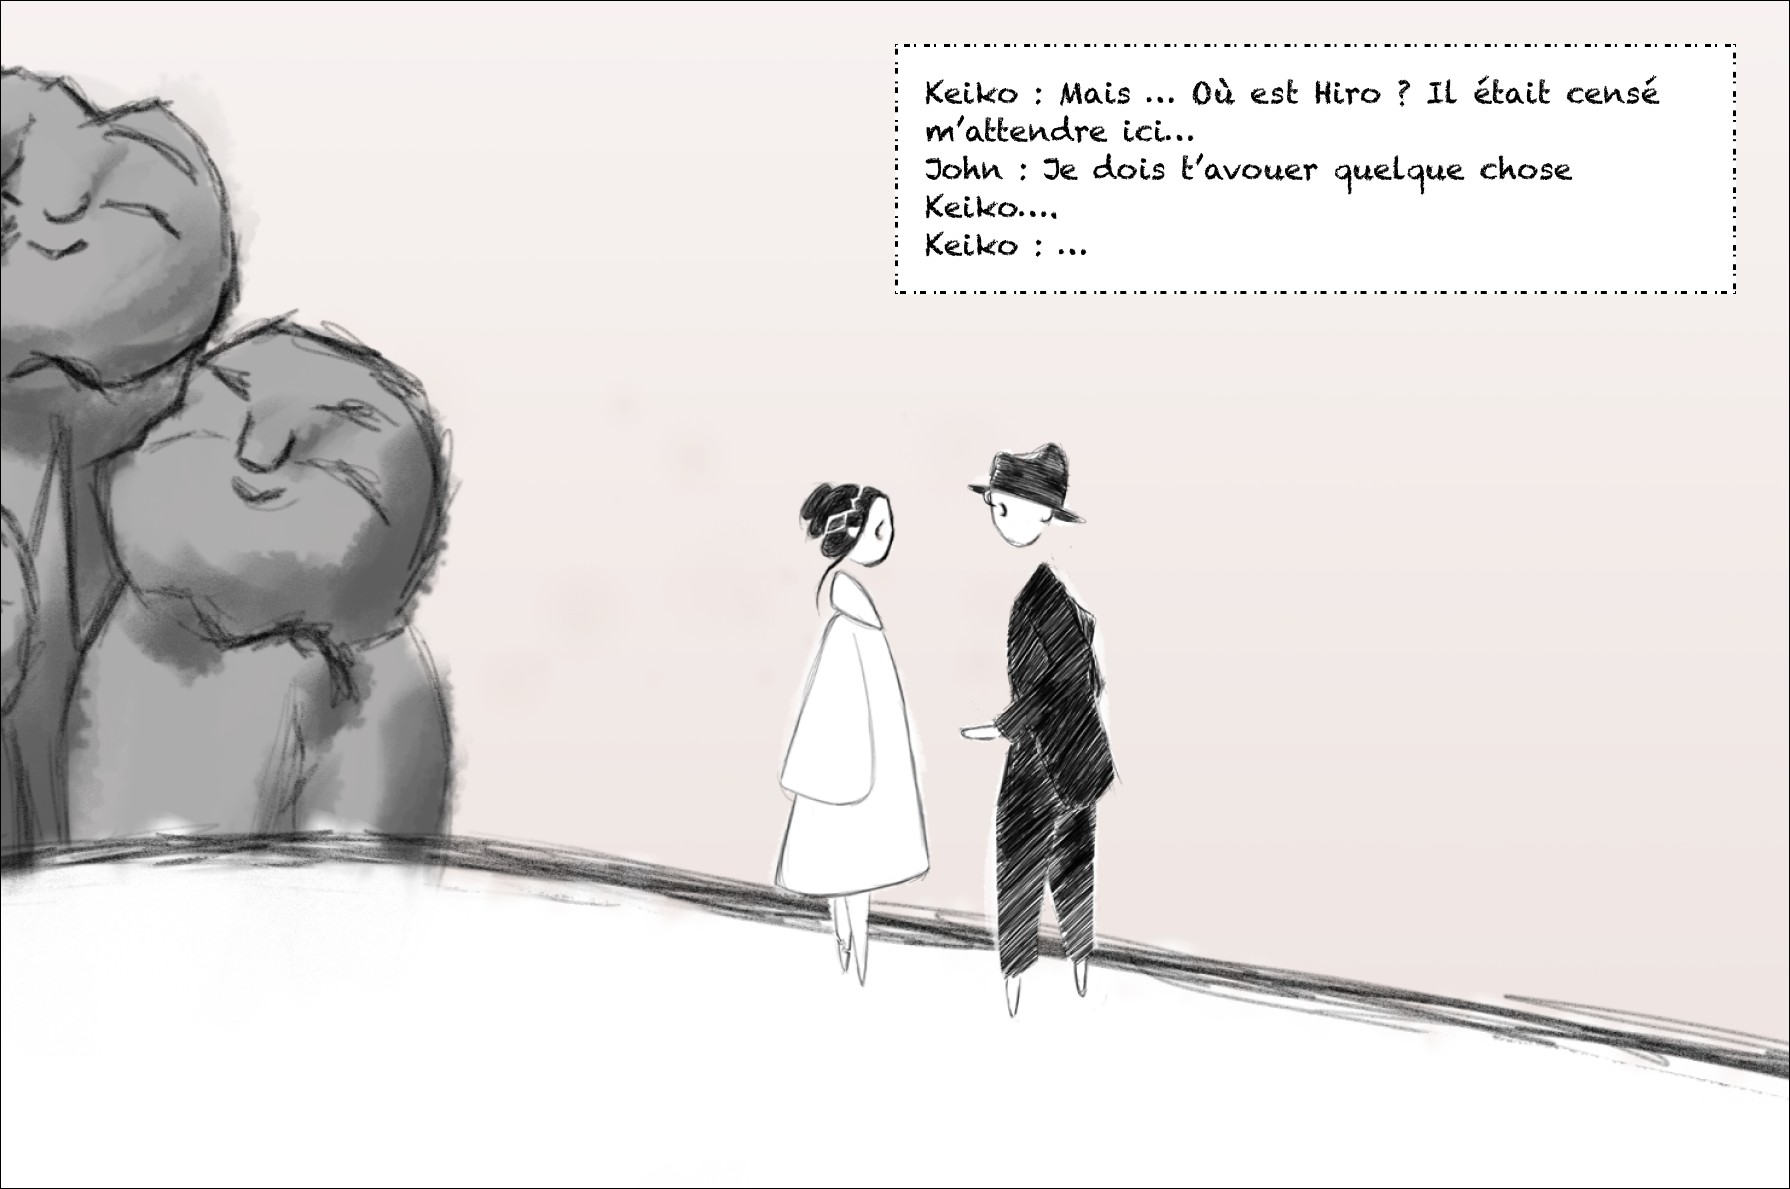 Keiko : Mais ... Où est Hiro ? Il était censé
m'attendre ici...
John : Je dois t'avouer quelque chose
Keiko....
Keiko : ...